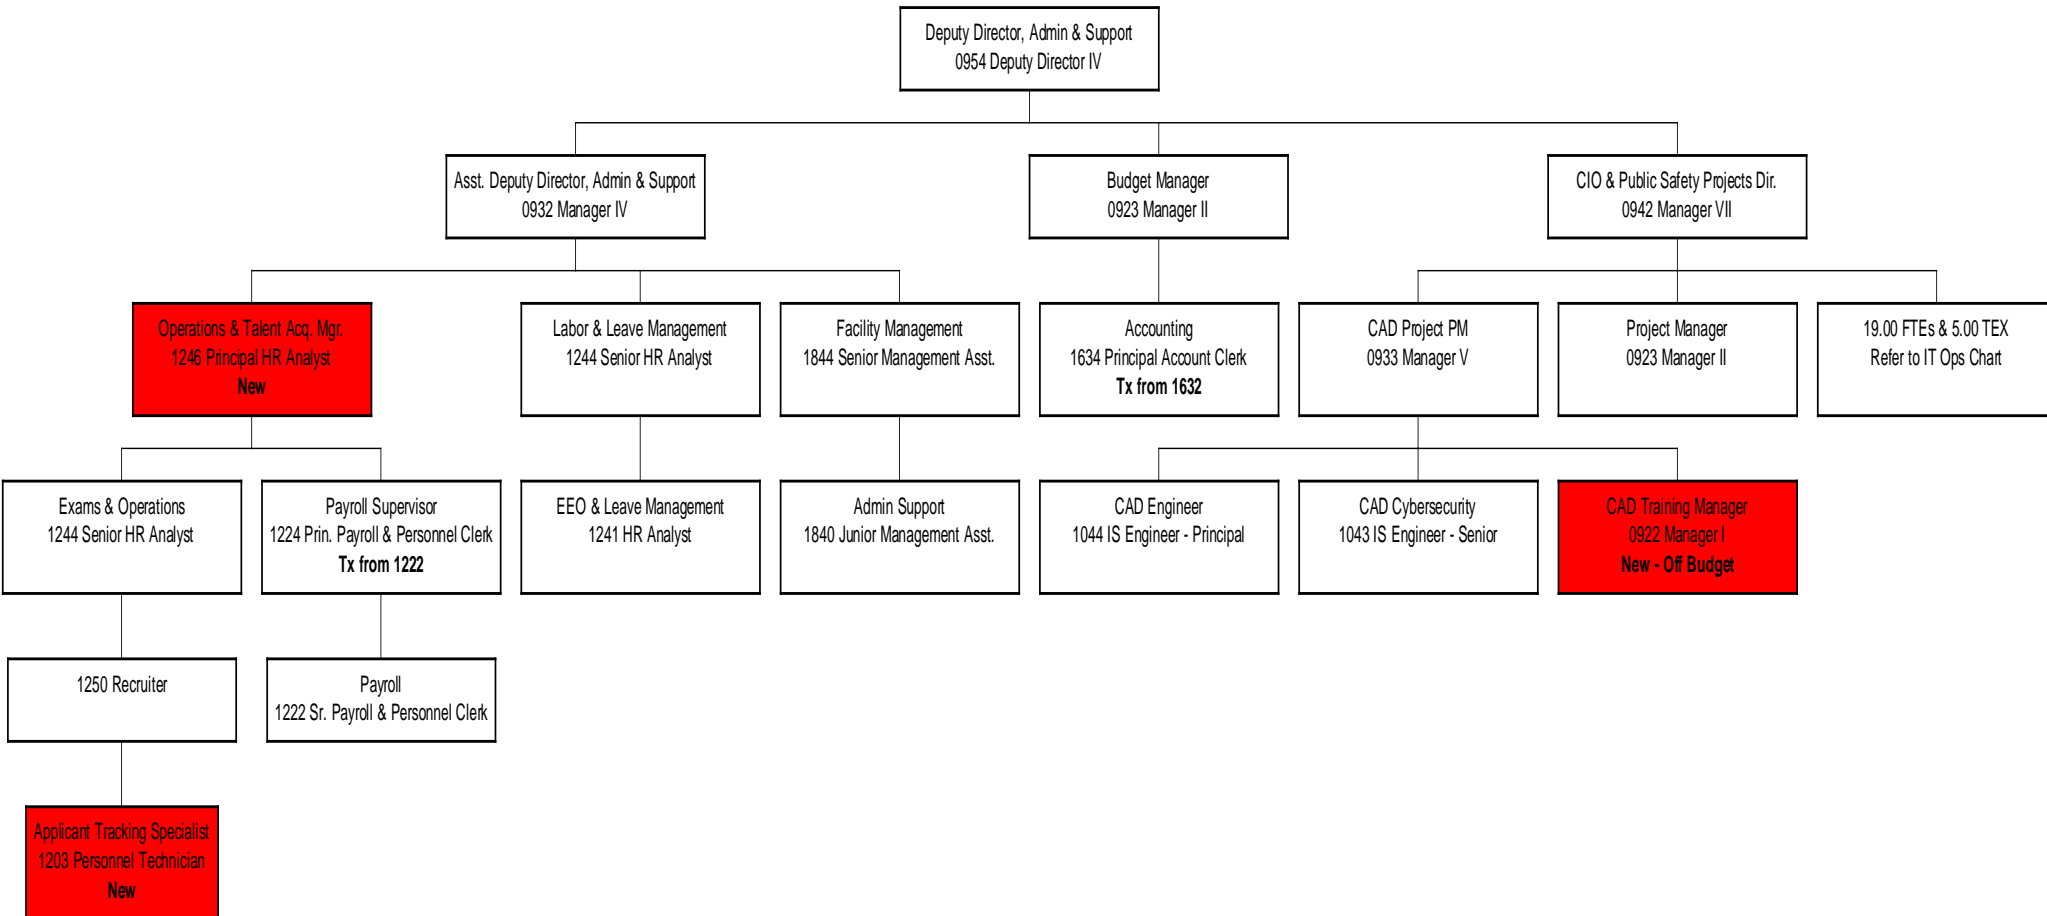 Deputy Director, Admin & Support
0954 Deputy Director IV
Asst. Deputy Director, Admin & Support
0932 Manager IV
Budget Manager
0923 Manager II
CIO & Public Safety Projects Dir.
0942 Manager VII
Operations & Talent Acq. Mgr.
1246 Principal HR Analyst
New
Labor & Leave Management
1244 Senior HR Analyst
Facility Management
1844 Senior Management Asst.
Accounting
1634 Principal Account Clerk
Tx from 1632
CAD Project PM
0933 Manager V
Project Manager
0923 Manager II
19.00 FTEs & 5.00 TEX
Refer to IT Ops Chart
Exams & Operations
1244 Senior HR Analyst
Payroll Supervisor
1224 Prin. Payroll & Personnel Clerk
Tx from 1222
EEO & Leave Management
1241 HR Analyst
Admin Support
1840 Junior Management Asst.
CAD Engineer
1044 IS Engineer - Principal
CAD Cybersecurity
1043 IS Engineer - Senior
CAD Training Manager
0922 Manager I
New - Off Budget
1250 Recruiter
Payroll
1222 Sr. Payroll & Personnel Clerk
Applicant Tracking Specialist
1203 Personnel Technician
New